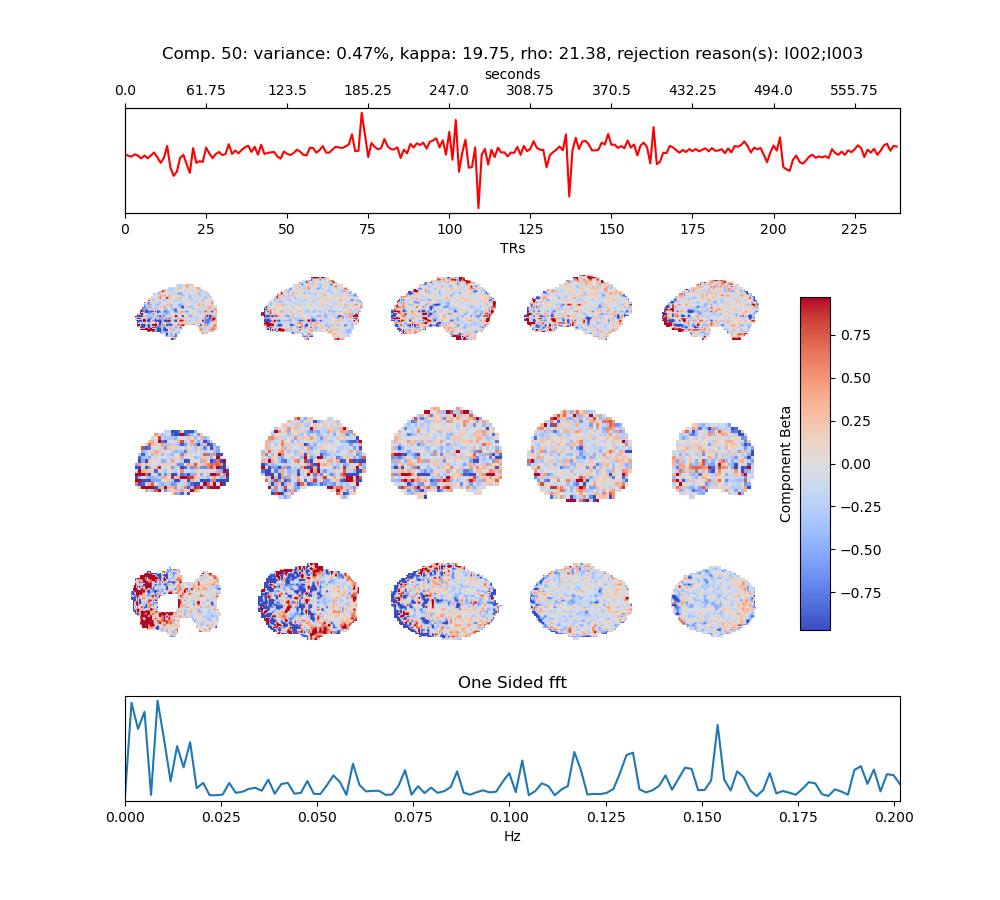 Comp. 50: variance: 0.47%, kappa: 19.75, rho: 21.38, rejection reason(s): I002;I003
seconds
0.0 61.75 123.5 185.25 247.0 308.75 370.5 432.25 494.0 555.75
0 25 50 75 100 125 150 175 200 225
TRs
0.75
0.50
0.25
0.00
−0.25
−0.50
−0.75
Component Beta
One Sided fft
0.000 0.025 0.050 0.075 0.100 0.125 0.150 0.175 0.200
Hz